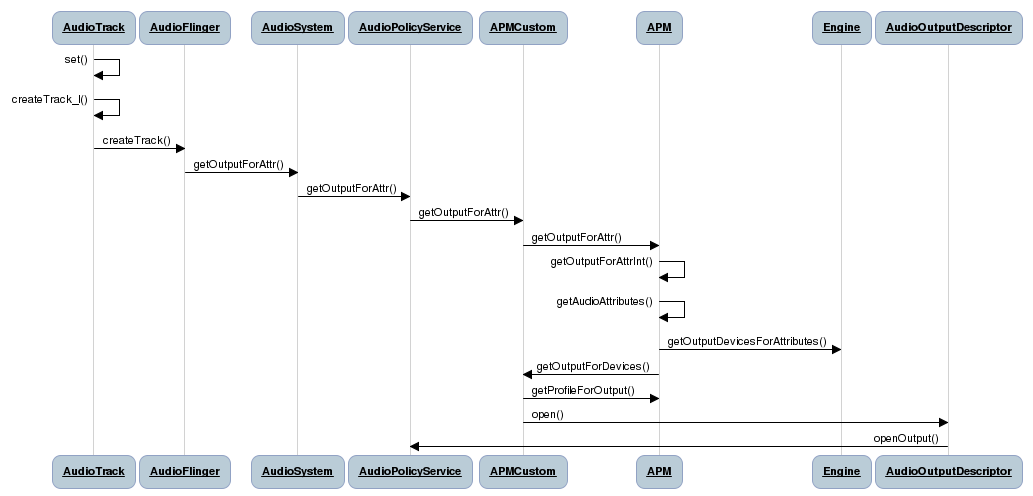 AudioTrack AudioFlinger AudioSystem AudioPolicyService APMCustom APM Engine AudioOutputDescriptor
set()
createTrack_l()
createTrack()
getOutputForAttr()
getOutputForAttr()
getOutputForAttr()
getOutputForAttr()
getOutputForAttrInt()
getAudioAttributes()
getOutputDevicesForAttributes()
getOutputForDevices()
getProfileForOutput()
open()
openOutput()
AudioTrack AudioFlinger AudioSystem AudioPolicyService APMCustom APM Engine AudioOutputDescriptor